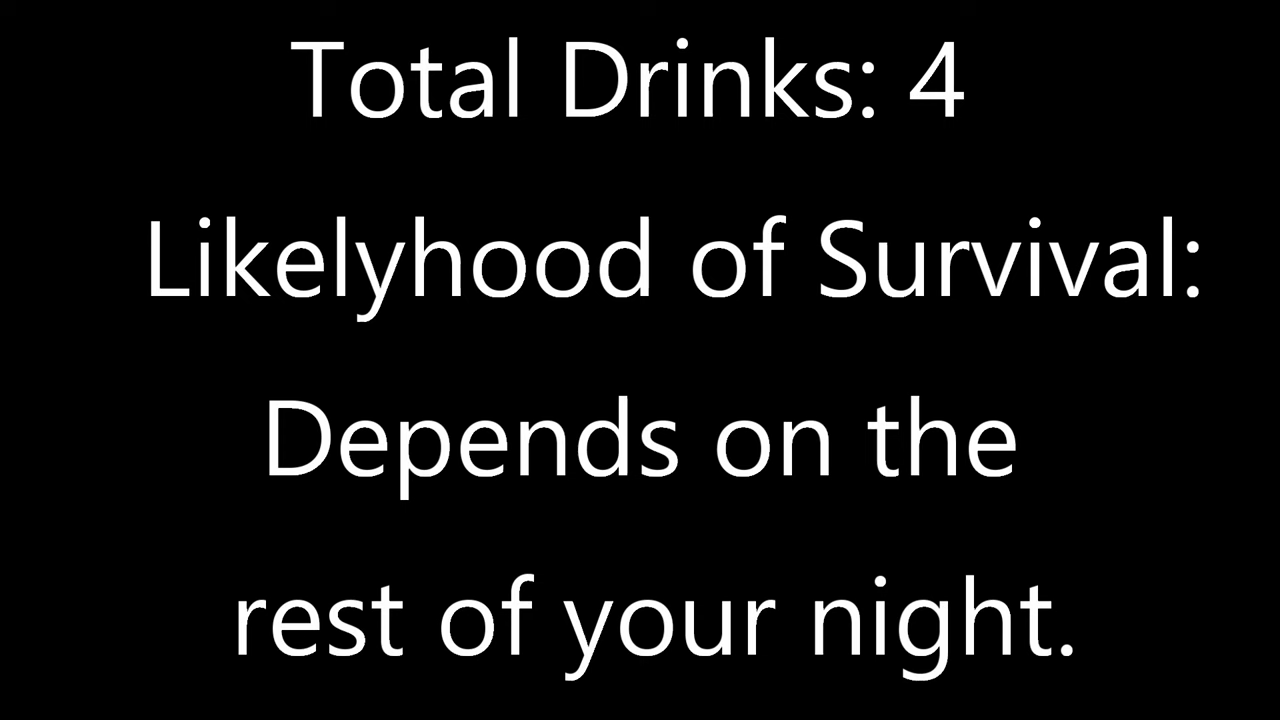 Total Drinks: 4
Likelyhood of Survival:
Depends on the
rest of your night.